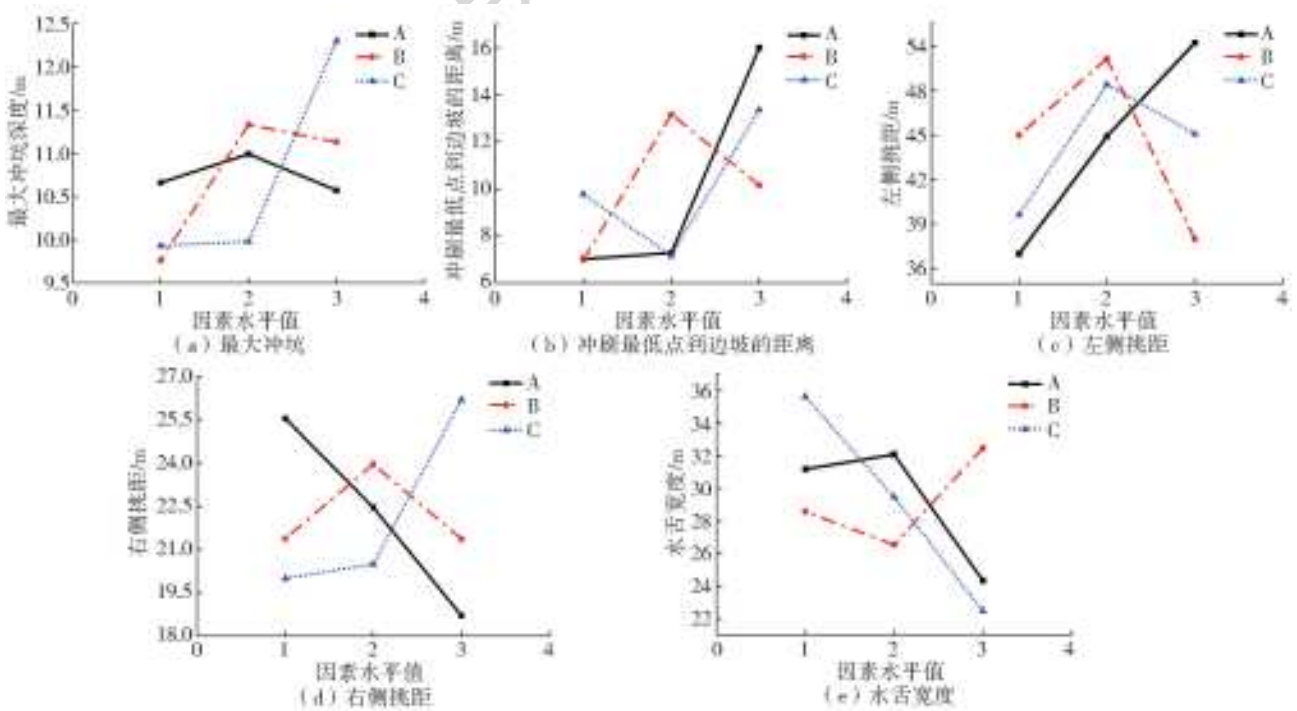 12.5
12.0
11.5
11.0
10.5
10.0
9.5
最大冲坑深度/m
A
B
C
0 1 2 3 4
因素水平值
(a)最大冲坑
16
14
12
10
8
6
冲刷最低点到边坡的距离/m
A
B
C
0 1 2 3 4
因素水平值
(b)冲刷最低点到边坡的距离
54
48
45
42
39
36
左侧挑距/m
A
B
C
0 1 2 3 4
因素水平值
(c)左侧挑距
27.0
25.5
24.0
22.5
21.0
19.5
18.0
右侧挑距/m
A
B
C
0 1 2 3 4
因素水平值
(d)右侧挑距
36
34
32
30
28
26
24
22
水舌宽度/m
A
B
C
0 1 2 3 4
因素水平值
(e)水舌宽度